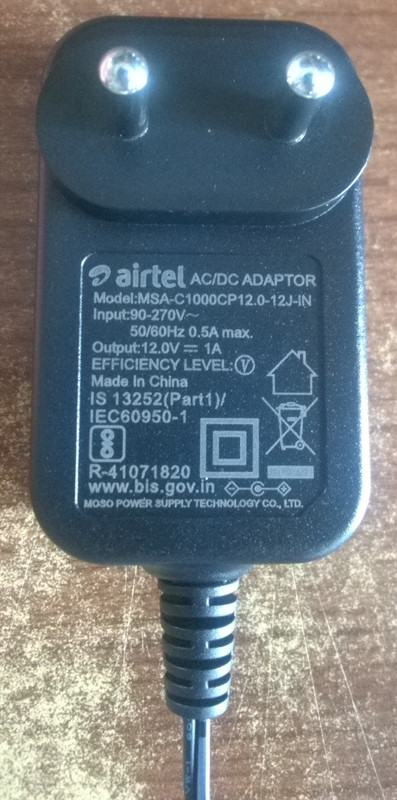 airtel AC/DC ADAPTOR
Model:MSA-C1000CP12.0-12J-IN
Input:90-270V~
50/60Hz 0.5A max.
Output:12.0V⎓1A
EFFICIENCY LEVEL:Ⓥ
Made in China
IS 13252(Part1)/
IEC60950-1
R-41071820
www.bis.gov.in
MOSO POWER SUPPLY TECHNOLOGY CO., LTD.